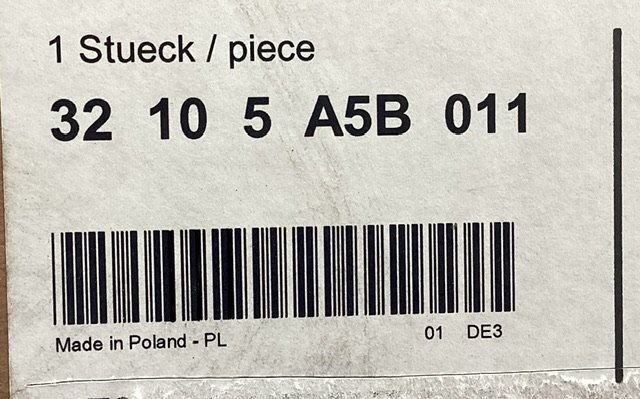 1 Stueck / piece
32 10 5 A5B 011
Made in Poland - PL 01 DE3